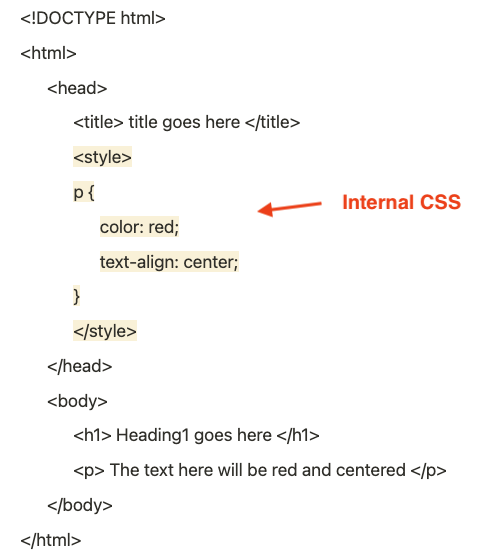 <!DOCTYPE html>
<html>
<head>
<title> title goes here </title>
<style>
p {
color: red;
Internal CSS
text-align: center;
}
</style>
</head>
<body>
<h1> Heading1 goes here </h1>
<p> The text here will be red and centered </p>
</body>
</html>